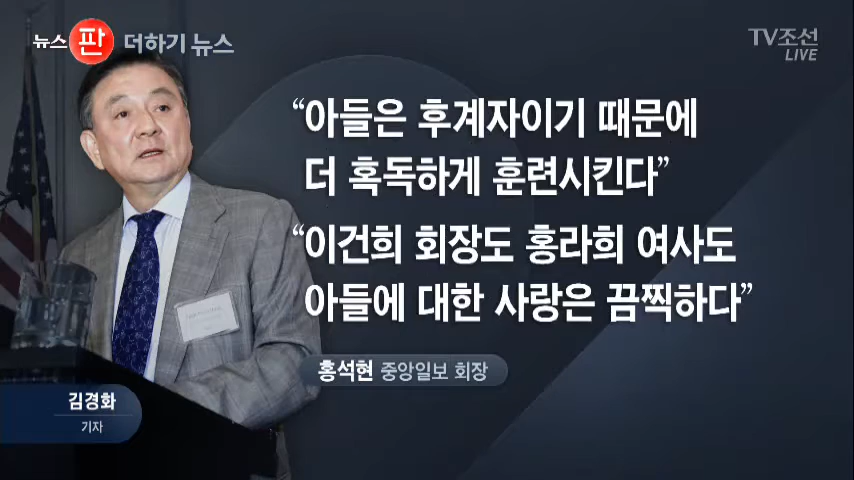 뉴스 판 더하기 뉴스
TV조선
LIVE
“아들은 후계자이기 때문에
더 혹독하게 훈련시킨다”
“이건희 회장도 홍라희 여사도
아들에 대한 사랑은 끔찍하다”
홍석현 중앙일보 회장
김경화
기자